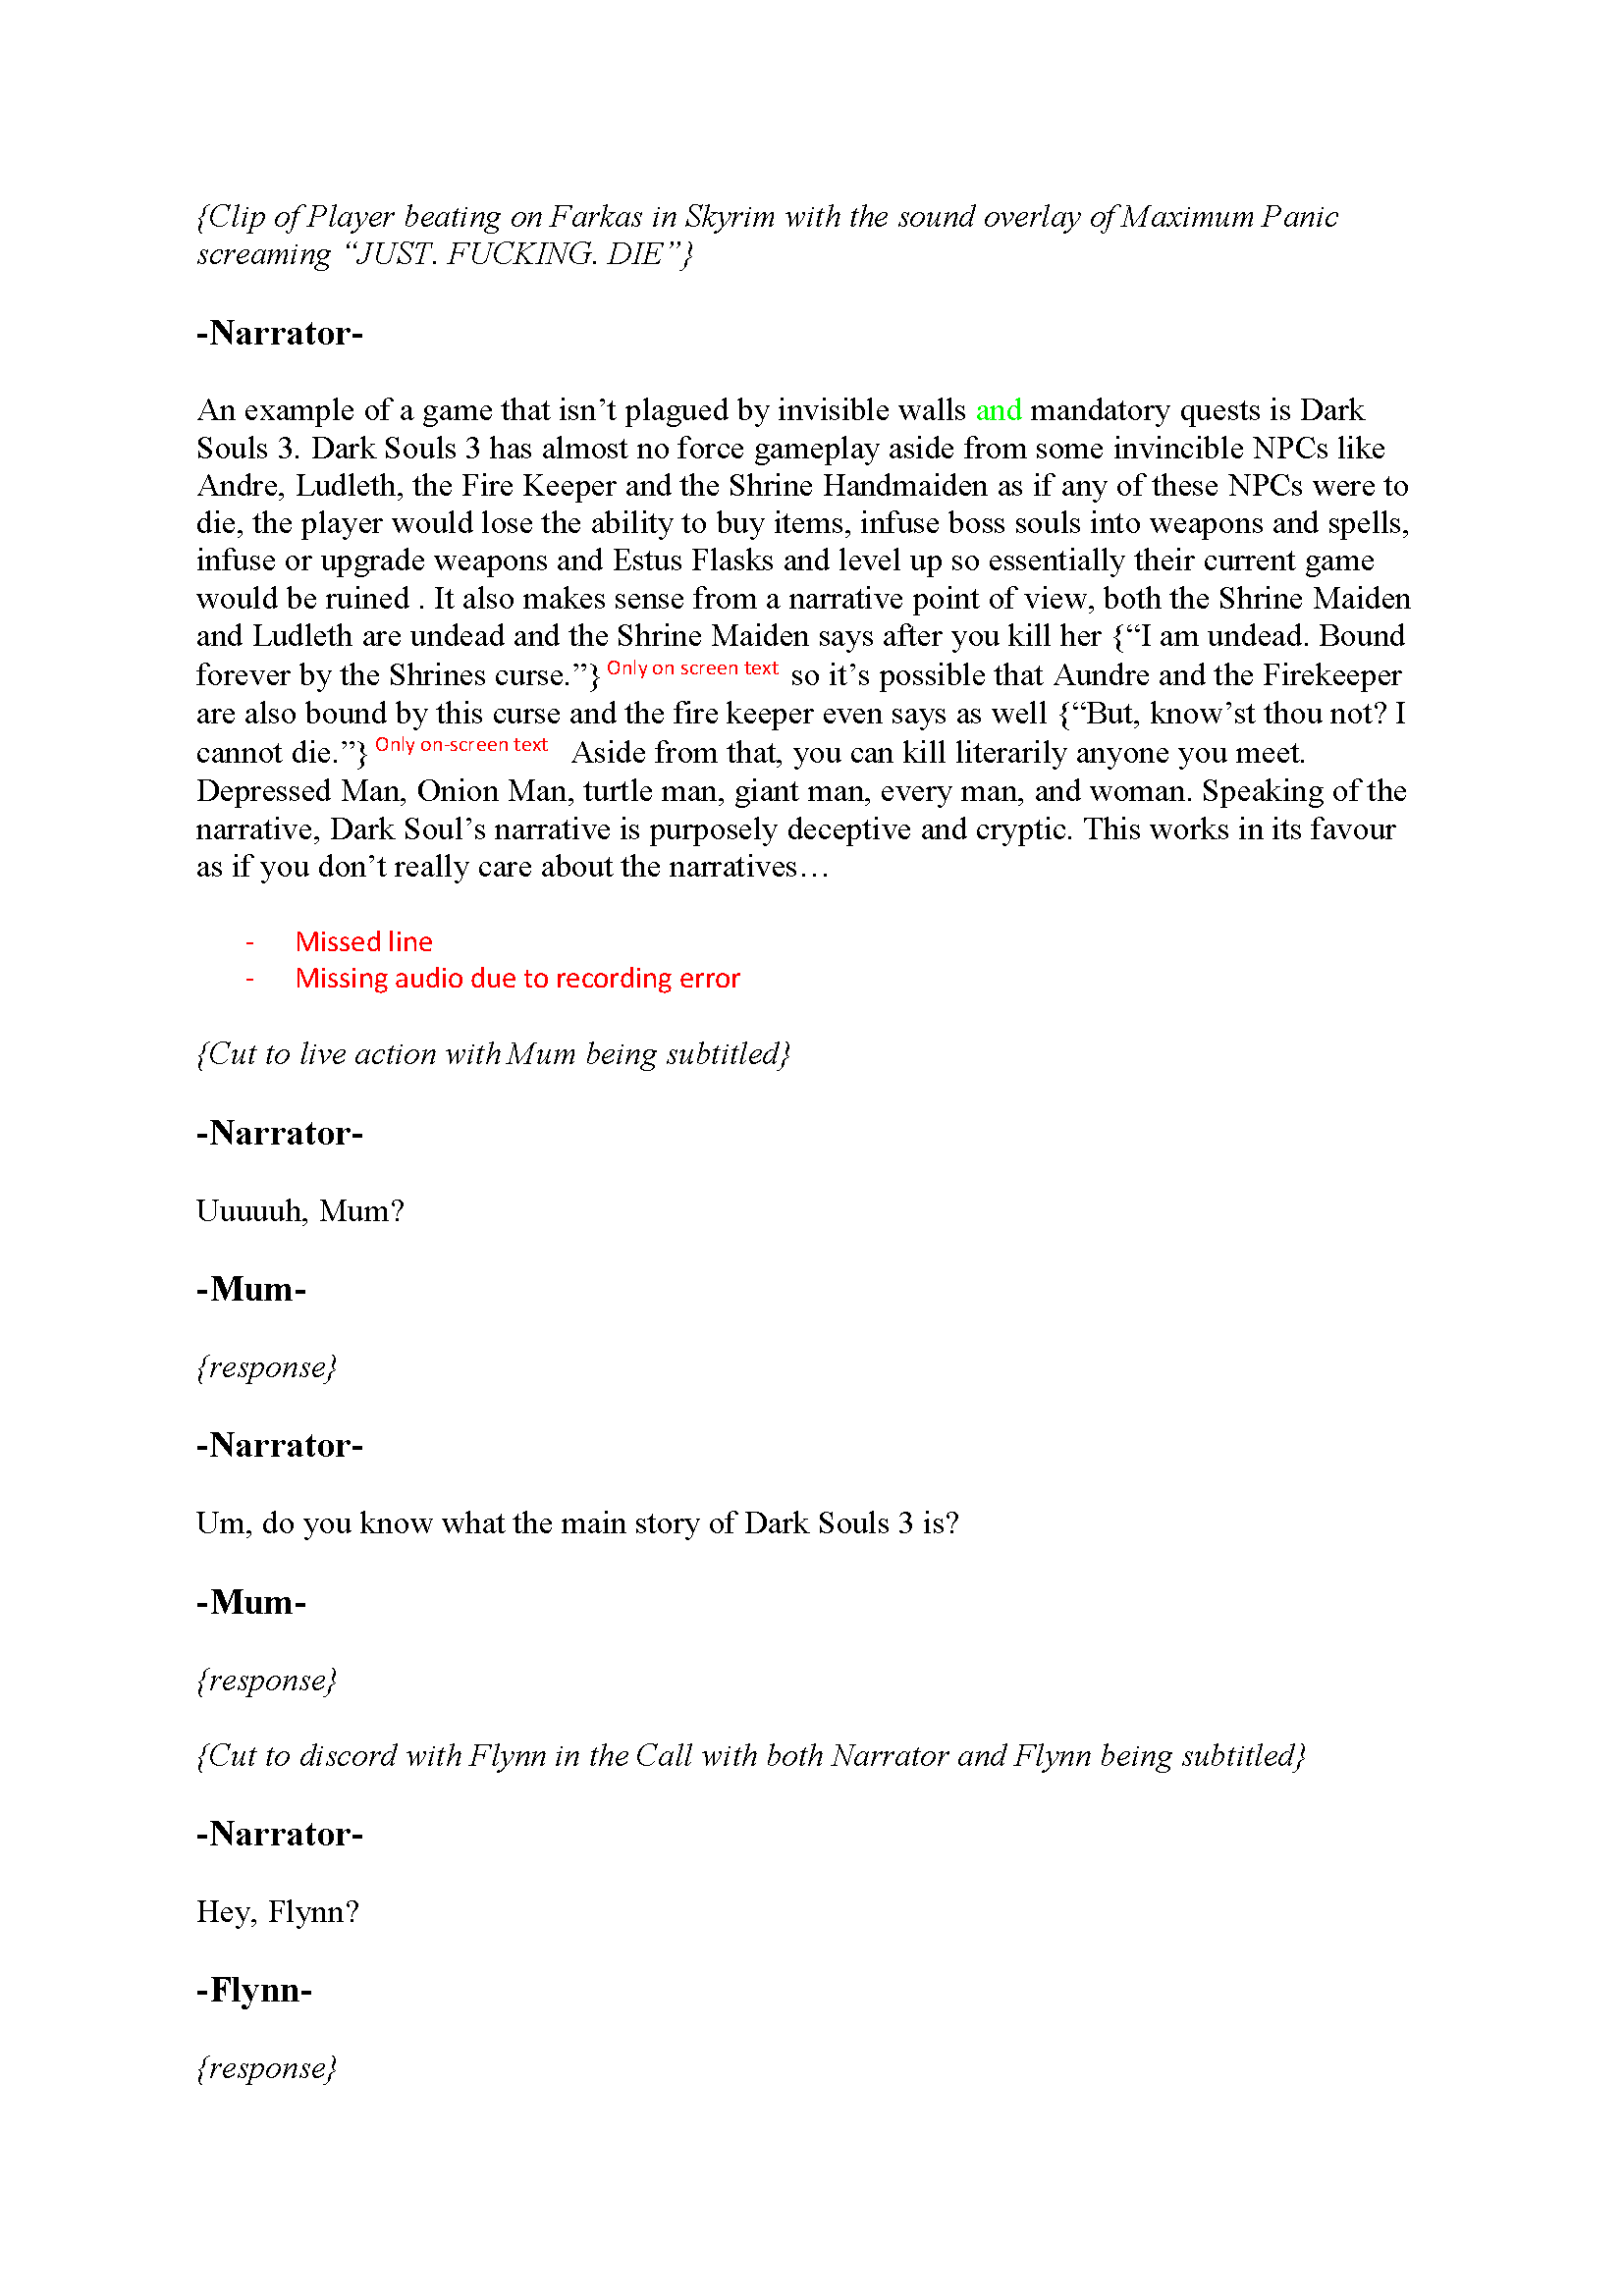 {Clip of Player beating on Farkas in Skyrim with the sound overlay of Maximum Panic
screaming “JUST. FUCKING. DIE”}
-Narrator-
An example of a game that isn’t plagued by invisible walls and mandatory quests is Dark
Souls 3. Dark Souls 3 has almost no force gameplay aside from some invincible NPCs like
Andre, Ludleth, the Fire Keeper and the Shrine Handmaiden as if any of these NPCs were to
die, the player would lose the ability to buy items, infuse boss souls into weapons and spells,
infuse or upgrade weapons and Estus Flasks and level up so essentially their current game
would be ruined . It also makes sense from a narrative point of view, both the Shrine Maiden
and Ludleth are undead and the Shrine Maiden says after you kill her {“I am undead. Bound
forever by the Shrines curse.”} Only on screen text so it’s possible that Aundre and the Firekeeper
are also bound by this curse and the fire keeper even says as well {“But, know’st thou not? I
cannot die.”} Only on-screen text Aside from that, you can kill literarily anyone you meet.
Depressed Man, Onion Man, turtle man, giant man, every man, and woman. Speaking of the
narrative, Dark Soul’s narrative is purposely deceptive and cryptic. This works in its favour
as if you don’t really care about the narratives…
- Missed line
- Missing audio due to recording error
{Cut to live action with Mum being subtitled}
-Narrator-
Uuuuuh, Mum?
-Mum-
{response}
-Narrator-
Um, do you know what the main story of Dark Souls 3 is?
-Mum-
{response}
{Cut to discord with Flynn in the Call with both Narrator and Flynn being subtitled}
-Narrator-
Hey, Flynn?
-Flynn-
{response}